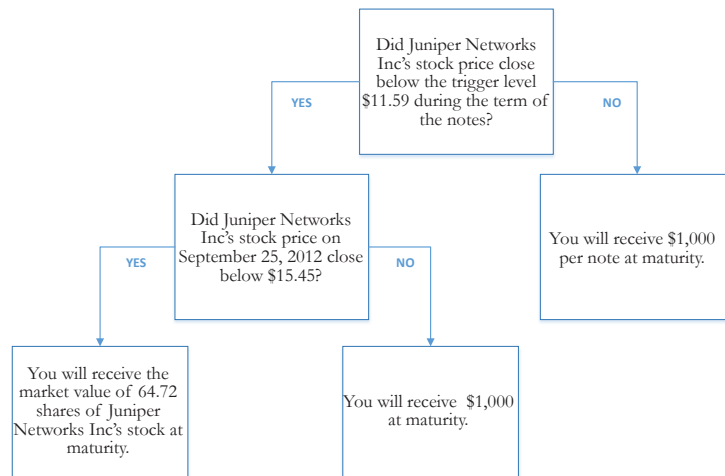 Did Juniper Networks
Inc's stock price close
below the trigger level
$11.59 during the term of
the notes?
YES
NO
Did Juniper Networks
Inc's stock price on
September 25, 2012 close
below $15.45?
You will receive $1,000
per note at maturity.
YES
NO
You will receive the
market value of 64.72
shares of Juniper
Networks Inc's stock at
maturity.
You will receive $1,000
at maturity.